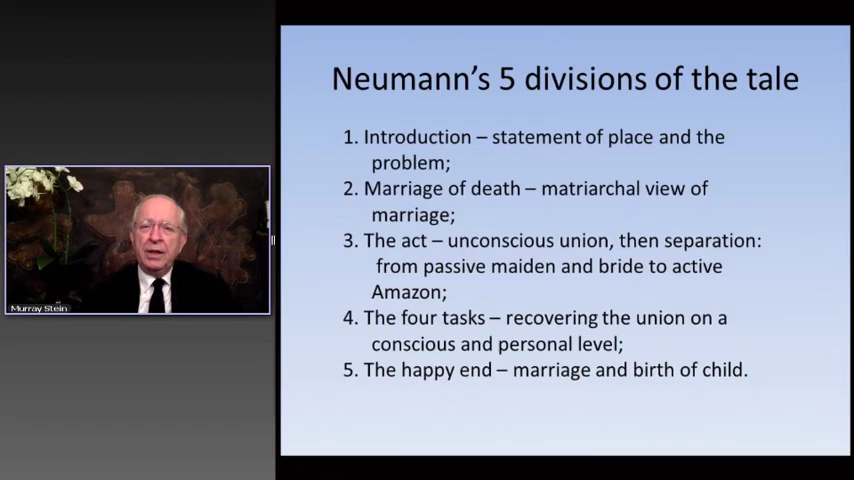 Neumann's 5 divisions of the tale
1. Introduction – statement of place and the
problem;
2. Marriage of death – matriarchal view of
marriage;
3. The act – unconscious union, then separation:
from passive maiden and bride to active
Amazon;
4. The four tasks – recovering the union on a
conscious and personal level;
5. The happy end – marriage and birth of child.
Murray Stein